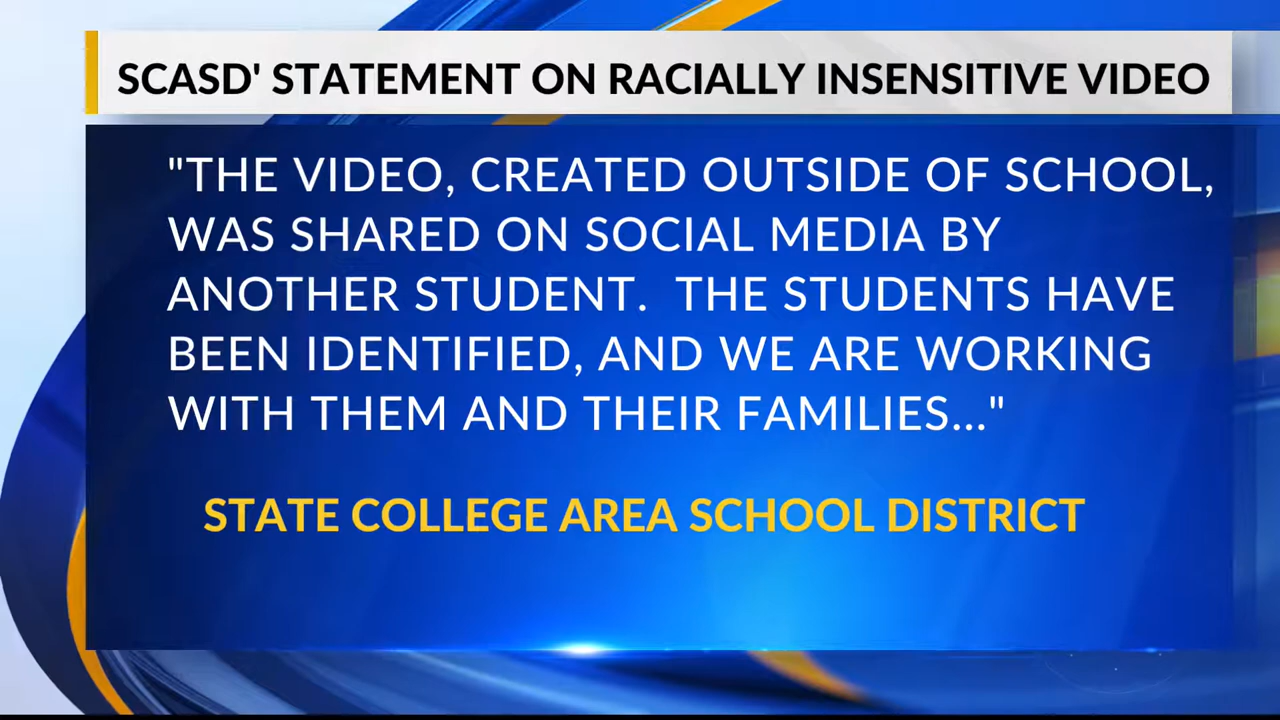 SCASD' STATEMENT ON RACIALLY INSENSITIVE VIDEO
"THE VIDEO, CREATED OUTSIDE OF SCHOOL,
WAS SHARED ON SOCIAL MEDIA BY
ANOTHER STUDENT.  THE STUDENTS HAVE
BEEN IDENTIFIED, AND WE ARE WORKING
WITH THEM AND THEIR FAMILIES..."
STATE COLLEGE AREA SCHOOL DISTRICT